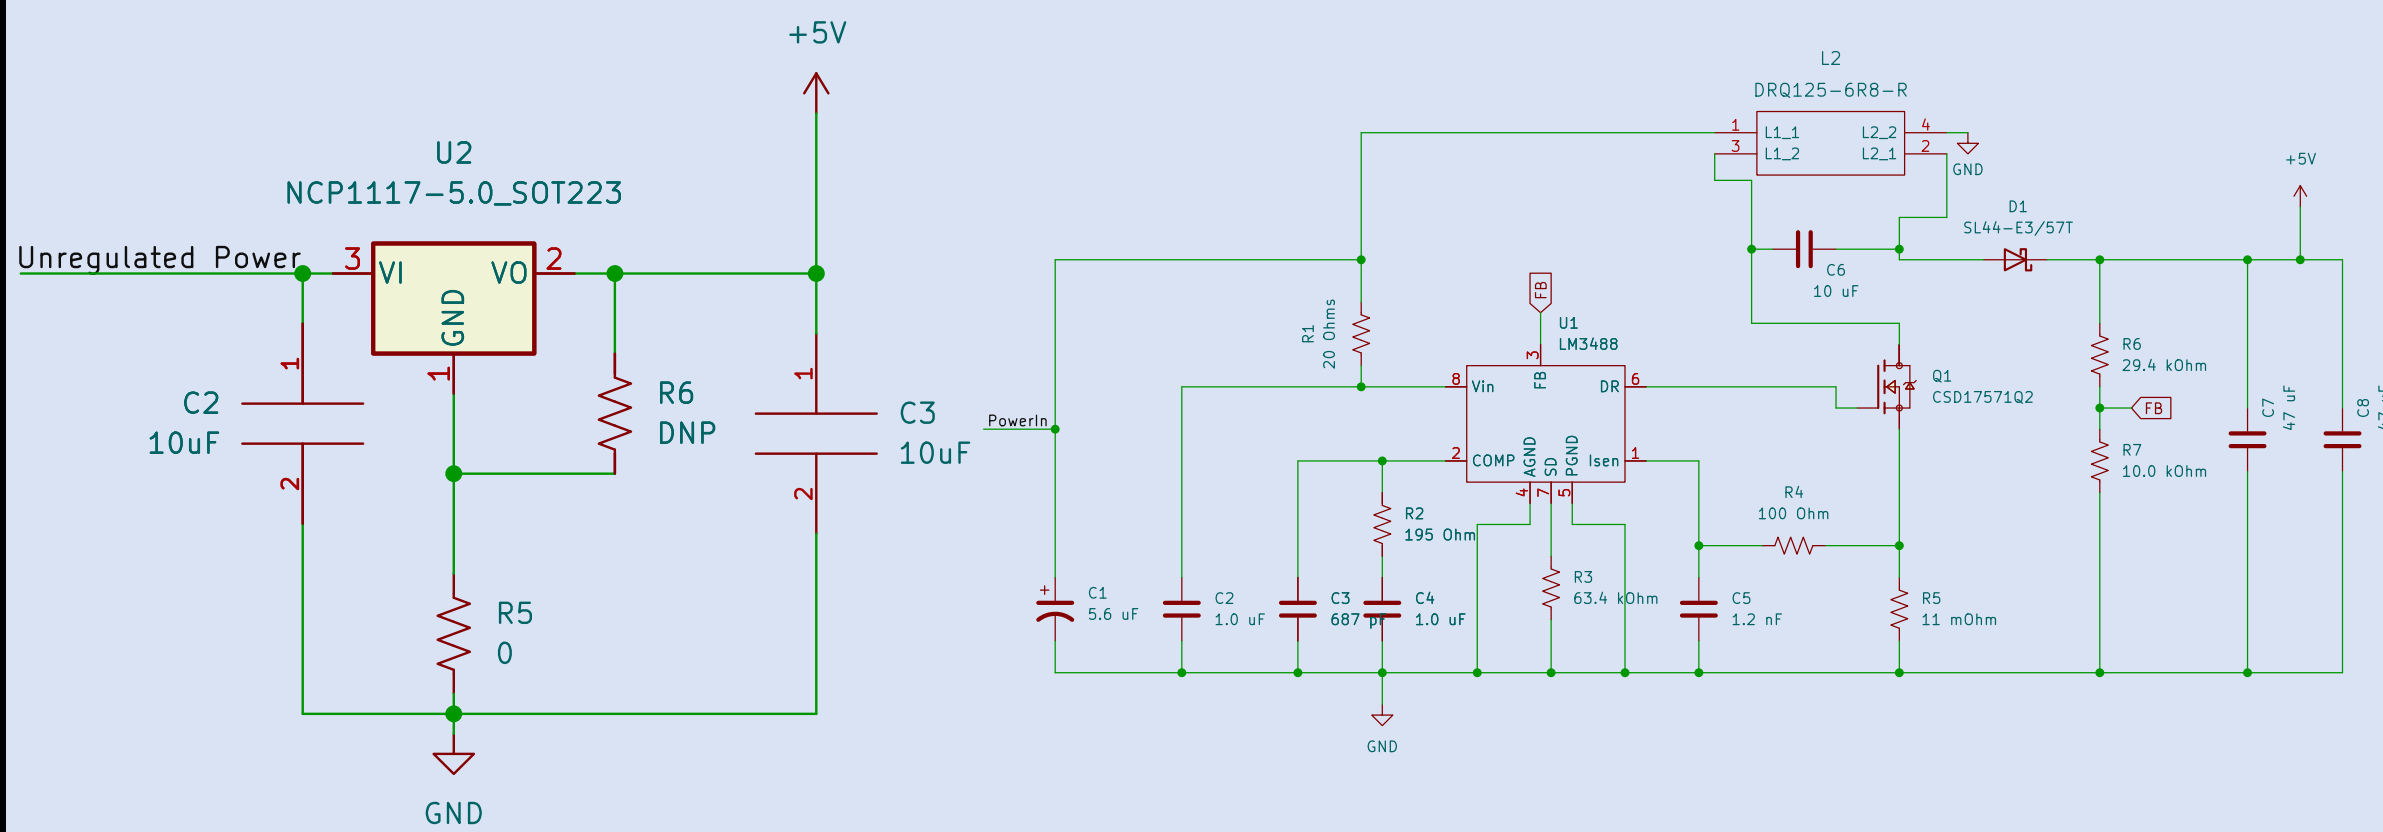 +5V
U2
NCP1117-5.0_SOT223
Unregulated Power
3
VI
VO
2
GND
1
1
C2
10uF
2
R6
DNP
1
C3
10uF
2
R5
0
GND
L2
DRQ125-6R8-R
1
L1_1
L2_2
4
3
L1_2
L2_1
2
GND
+5V
D1
SL44-E3/57T
C6
10 uF
FB
R1
20 Ohms
U1
LM3488
3
FB
8
Vin
DR
6
Q1
CSD17571Q2
R6
29.4 kOhm
FB
R7
10.0 kOhm
C7
47 uF
C8
PowerIn
2
COMP
AGND
SD
PGND
Isen
1
4
7
5
R2
195 Ohm
R4
100 Ohm
+
C1
5.6 uF
C2
1.0 uF
C3
687 pF
C4
1.0 uF
R3
63.4 kOhm
C5
1.2 nF
R5
11 mOhm
GND